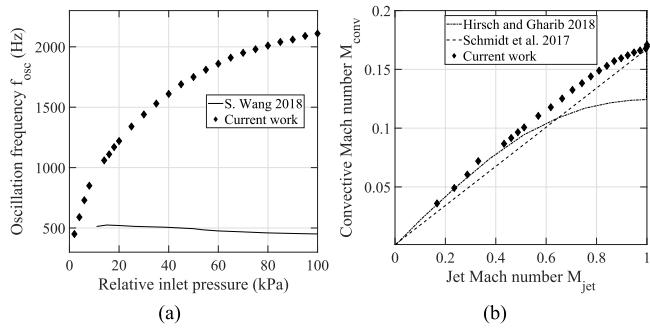 2000
1500
1000
500
Oscillation frequency f_osc (Hz)
S. Wang 2018
Current work
0 20 40 60 80 100
Relative inlet pressure (kPa)
(a)
0.2
0.15
0.1
0.05
Convective Mach number M_conv
Hirsch and Gharib 2018
Schmidt et al. 2017
Current work
0 0.2 0.4 0.6 0.8 1
Jet Mach number M_jet
(b)